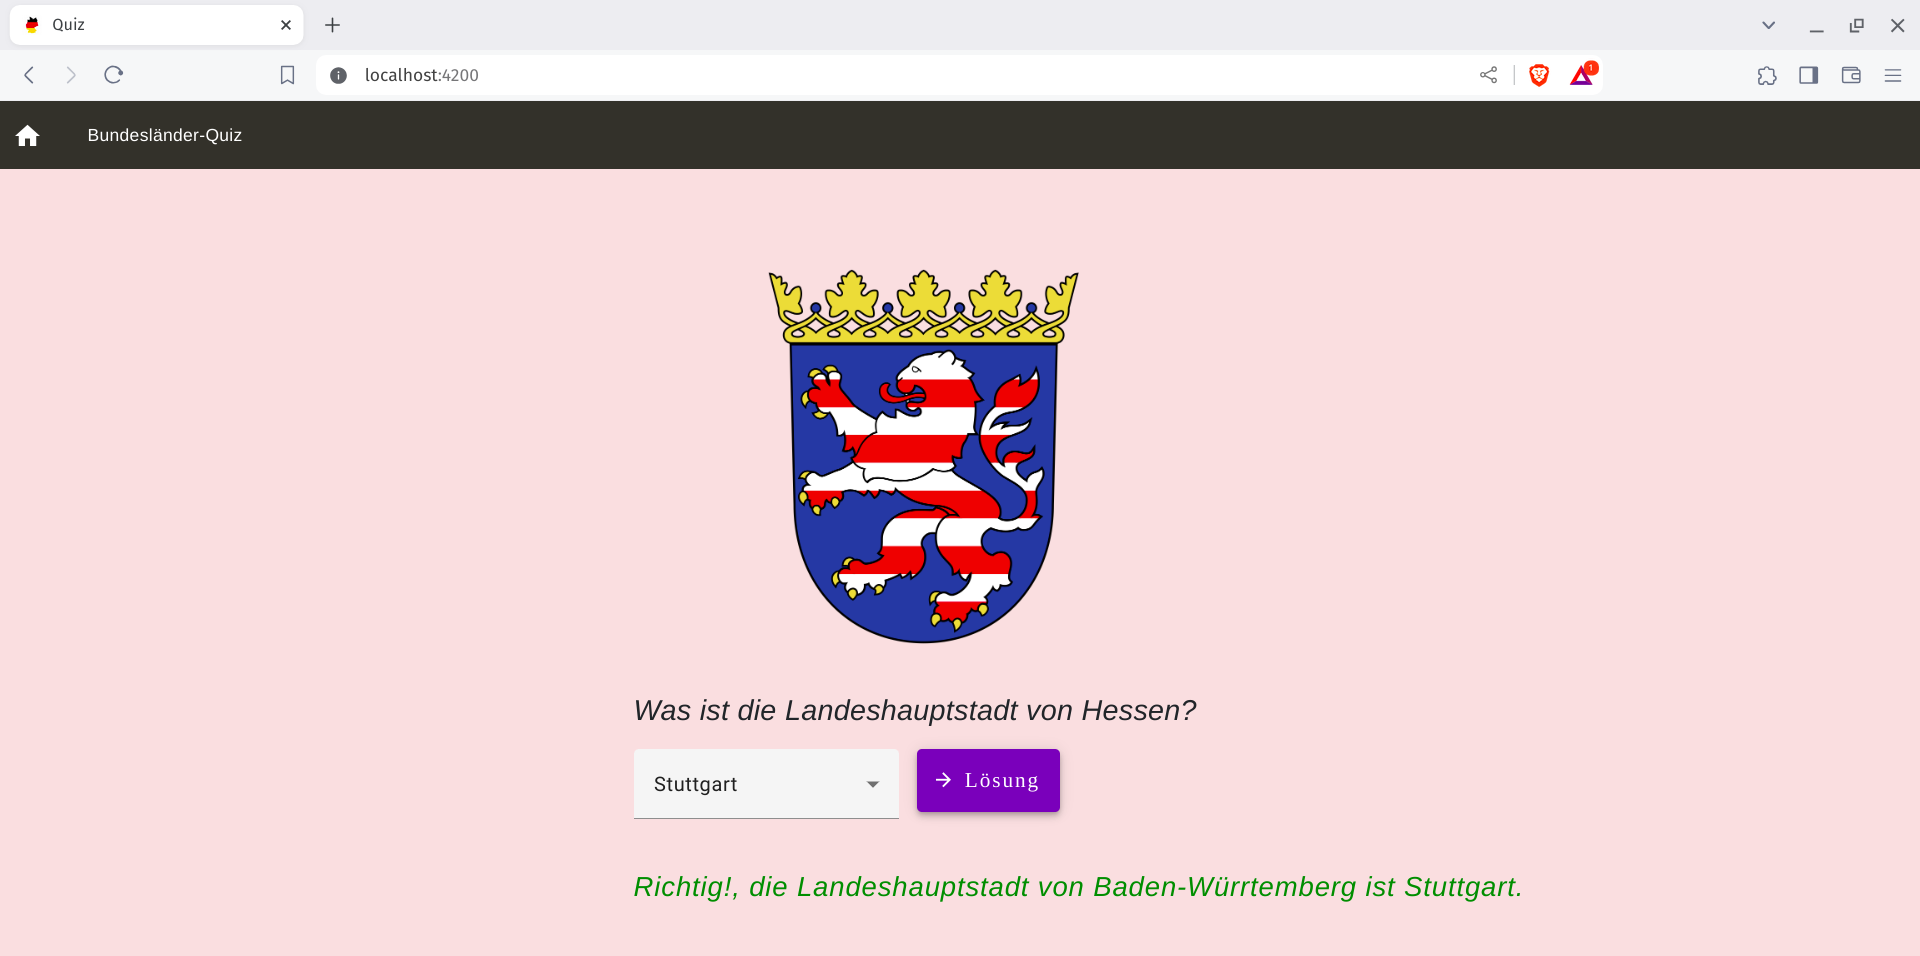 Quiz
localhost:4200
1
Bundesländer-Quiz
Was ist die Landeshauptstadt von Hessen?
Stuttgart
Lösung
Richtig!, die Landeshauptstadt von Baden-Würrtemberg ist Stuttgart.